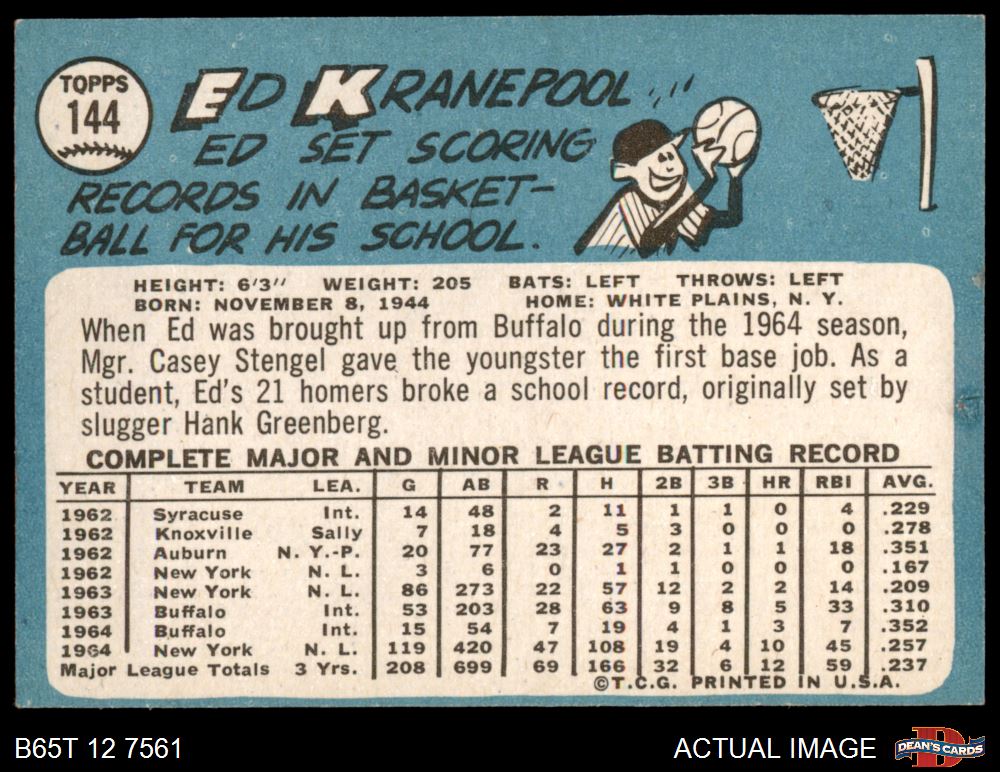 TOPPS
144
ED KRANEPOOL...
ED SET SCORING
RECORDS IN BASKET-
BALL FOR HIS SCHOOL.
HEIGHT: 6'3" WEIGHT: 205 BATS: LEFT THROWS: LEFT
BORN: NOVEMBER 8, 1944 HOME: WHITE PLAINS, N. Y.
When Ed was brought up from Buffalo during the 1964 season,
Mgr. Casey Stengel gave the youngster the first base job. As a
student, Ed's 21 homers broke a school record, originally set by
slugger Hank Greenberg.
COMPLETE MAJOR AND MINOR LEAGUE BATTING RECORD
YEAR TEAM LEA. G AB R H 2B 3B HR RBI AVG.
1962 Syracuse Int. 14 48 2 11 1 1 0 4 .229
1962 Knoxville Sally 7 18 4 5 3 0 0 0 .278
1962 Auburn N. Y.-P. 20 77 23 27 2 1 1 18 .351
1962 New York N. L. 3 6 0 1 1 0 0 0 .167
1963 New York N. L. 86 273 22 57 12 2 2 14 .209
1963 Buffalo Int. 53 203 28 63 9 8 5 33 .310
1964 Buffalo Int. 15 54 7 19 4 1 3 7 .352
1964 New York N. L. 119 420 47 108 19 4 10 45 .257
Major League Totals 3 Yrs. 208 699 69 166 32 6 12 59 .237
©T.C.G. PRINTED IN U.S.A.
B65T 12 7561
ACTUAL IMAGE
D
DEAN'S CARDS